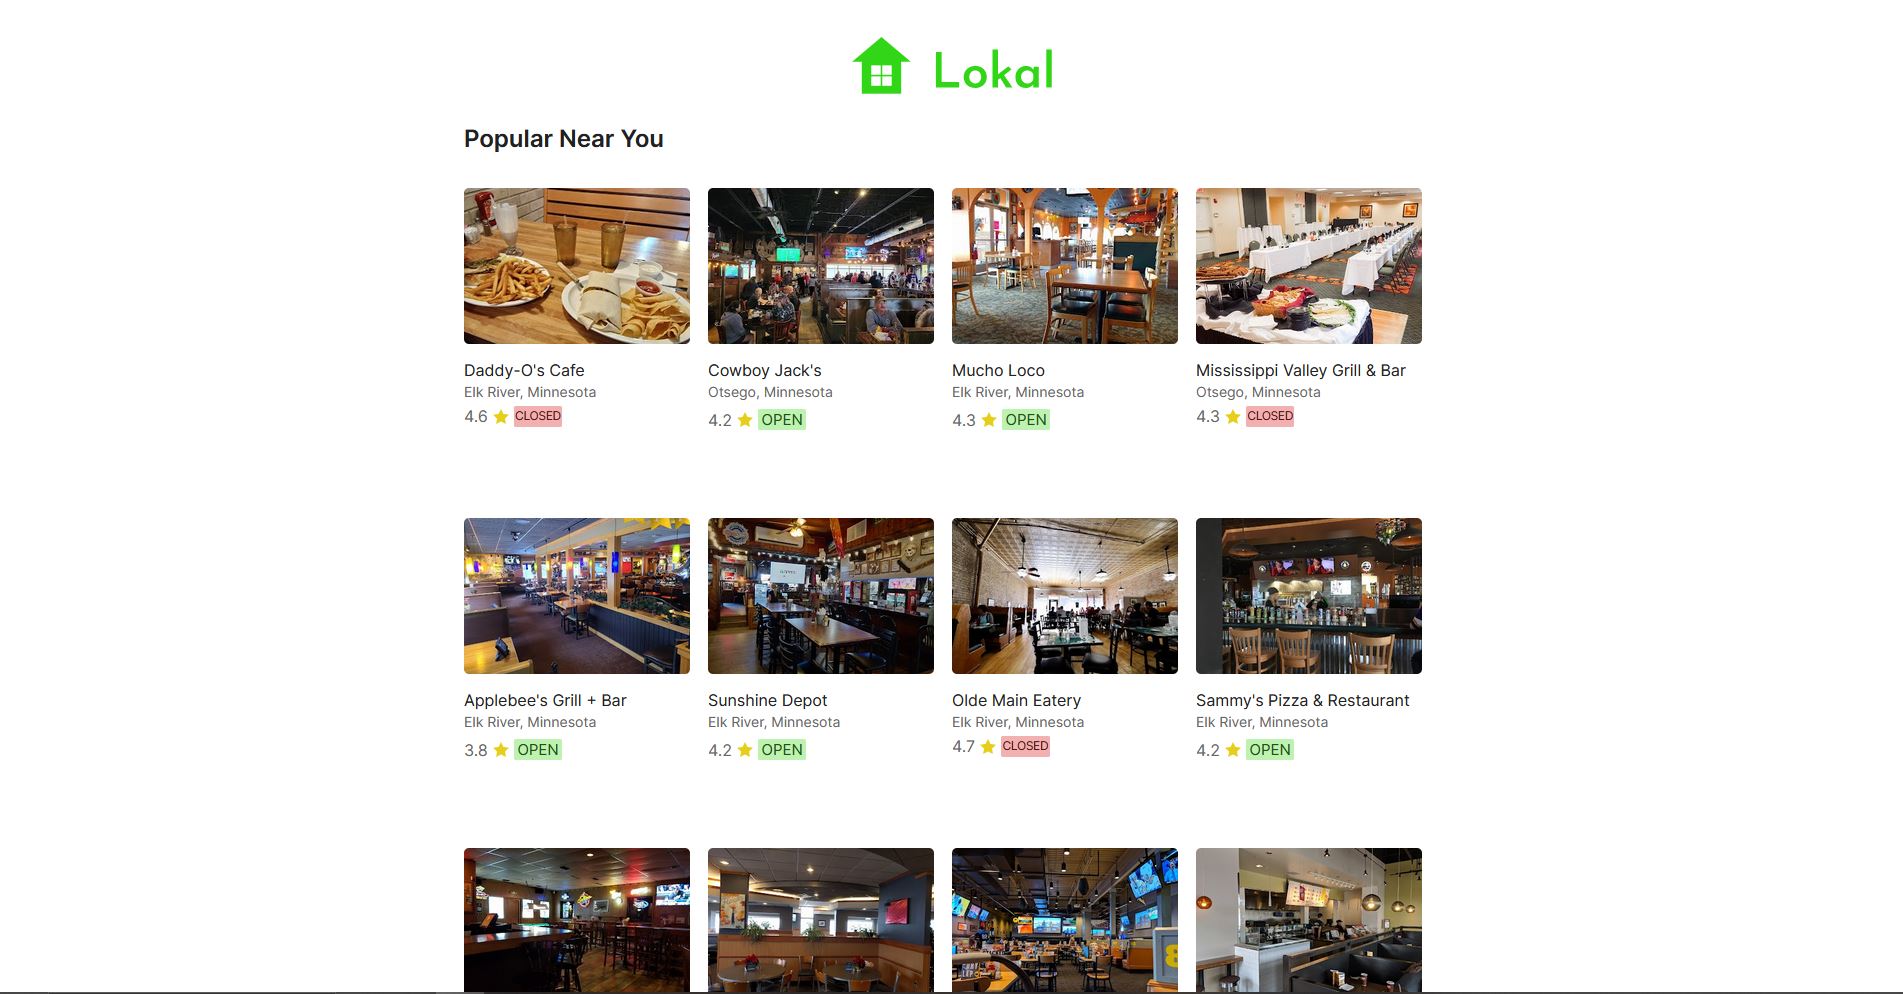 Lokal
Popular Near You
Daddy-O's Cafe
Elk River, Minnesota
4.6 CLOSED
Cowboy Jack's
Otsego, Minnesota
4.2 OPEN
Mucho Loco
Elk River, Minnesota
4.3 OPEN
Mississippi Valley Grill & Bar
Otsego, Minnesota
4.3 CLOSED
Applebee's Grill + Bar
Elk River, Minnesota
3.8 OPEN
Sunshine Depot
Elk River, Minnesota
4.2 OPEN
Olde Main Eatery
Elk River, Minnesota
4.7 CLOSED
Sammy's Pizza & Restaurant
Elk River, Minnesota
4.2 OPEN